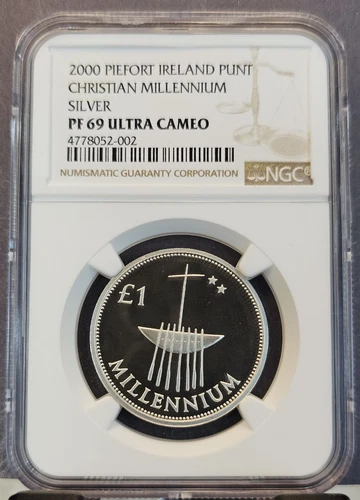 2000 PIEFORT IRELAND PUNT
CHRISTIAN MILLENNIUM
SILVER
PF 69 ULTRA CAMEO
4778052-002
NUMISMATIC GUARANTY CORPORATION
NGC
£1
MILLENNIUM